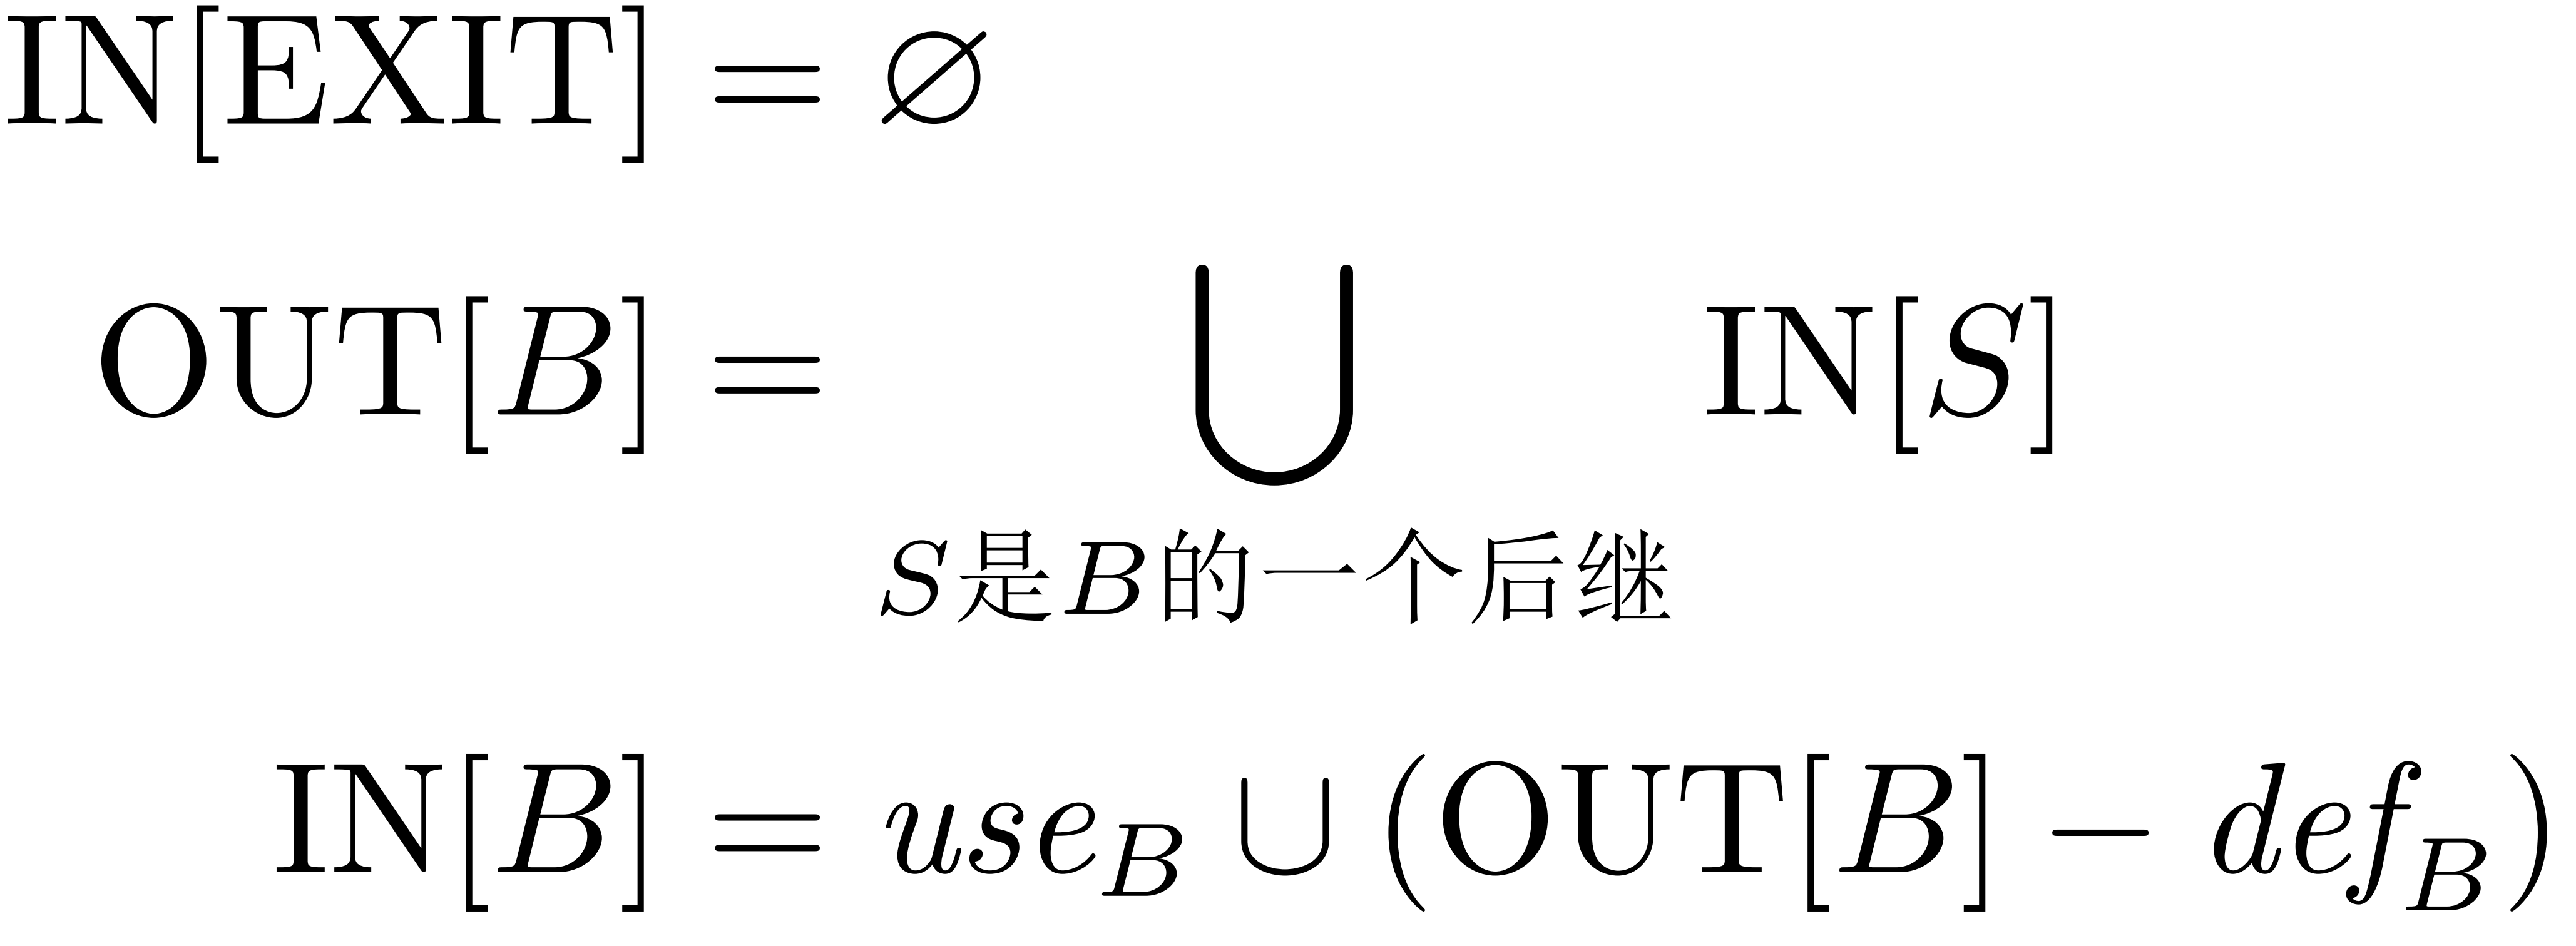 IN[EXIT] = ∅
OUT[B] = ⋃ IN[S]
S是B的一个后继
IN[B] = use_B ∪ (OUT[B] − def_B)